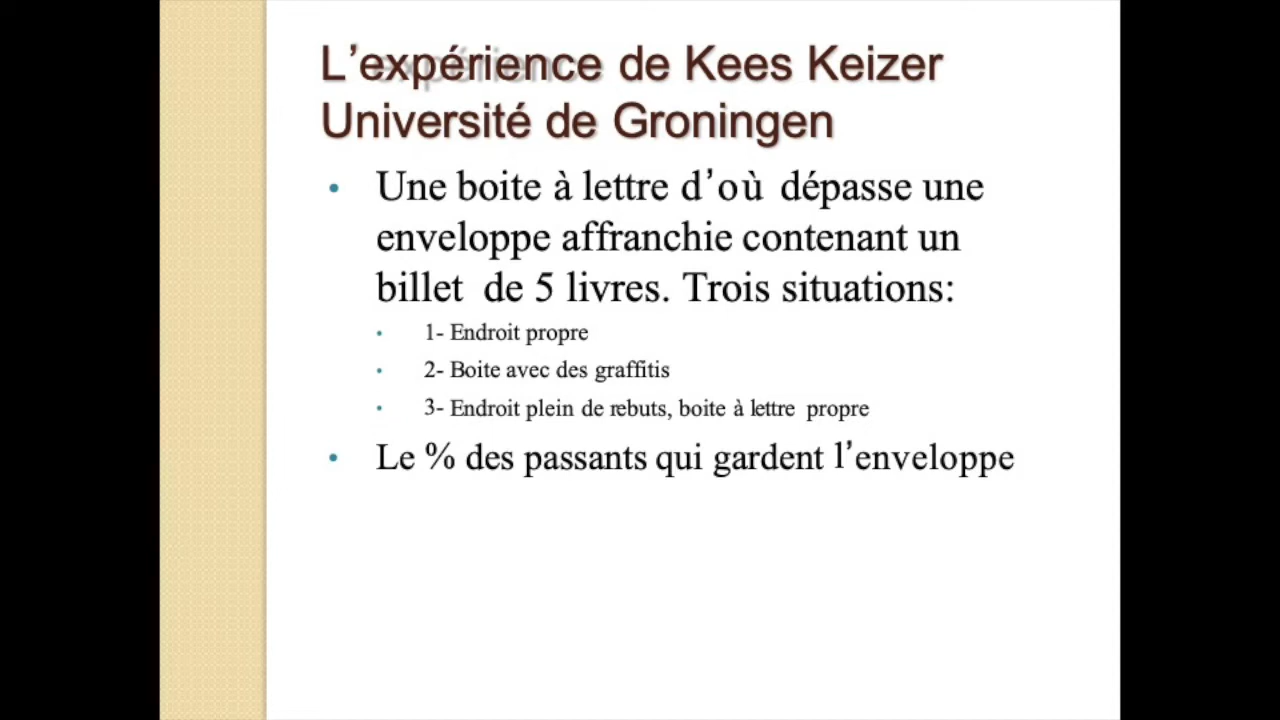 L’expérience de Kees Keizer
Université de Groningen
• Une boite à lettre d’où dépasse une
enveloppe affranchie contenant un
billet de 5 livres. Trois situations:
• 1- Endroit propre
• 2- Boite avec des graffitis
• 3- Endroit plein de rebuts, boite à lettre propre
• Le % des passants qui gardent l’enveloppe